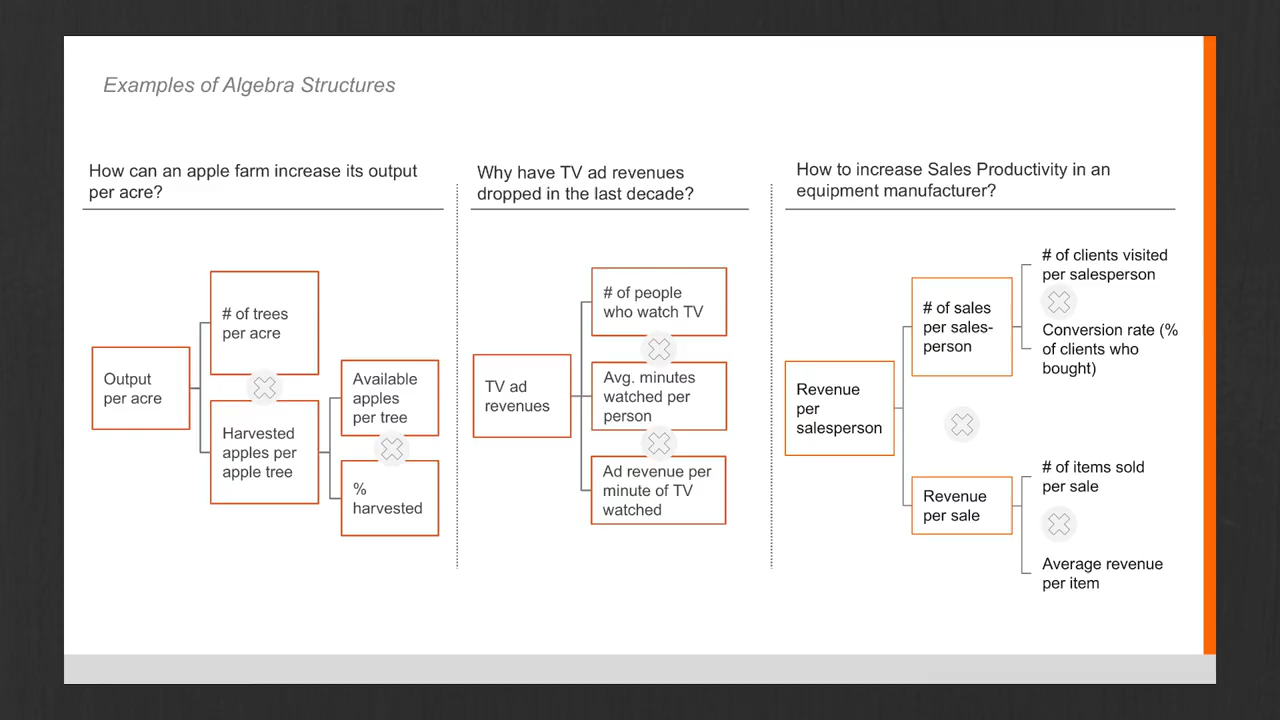 Examples of Algebra Structures
How can an apple farm increase its output
per acre?
Output
per acre
# of trees
per acre
Harvested
apples per
apple tree
Available
apples
per tree
%
harvested
Why have TV ad revenues
dropped in the last decade?
TV ad
revenues
# of people
who watch TV
Avg. minutes
watched per
person
Ad revenue per
minute of TV
watched
How to increase Sales Productivity in an
equipment manufacturer?
Revenue
per
salesperson
# of sales
per sales-
person
# of clients visited
per salesperson
Conversion rate (%
of clients who
bought)
Revenue
per sale
# of items sold
per sale
Average revenue
per item